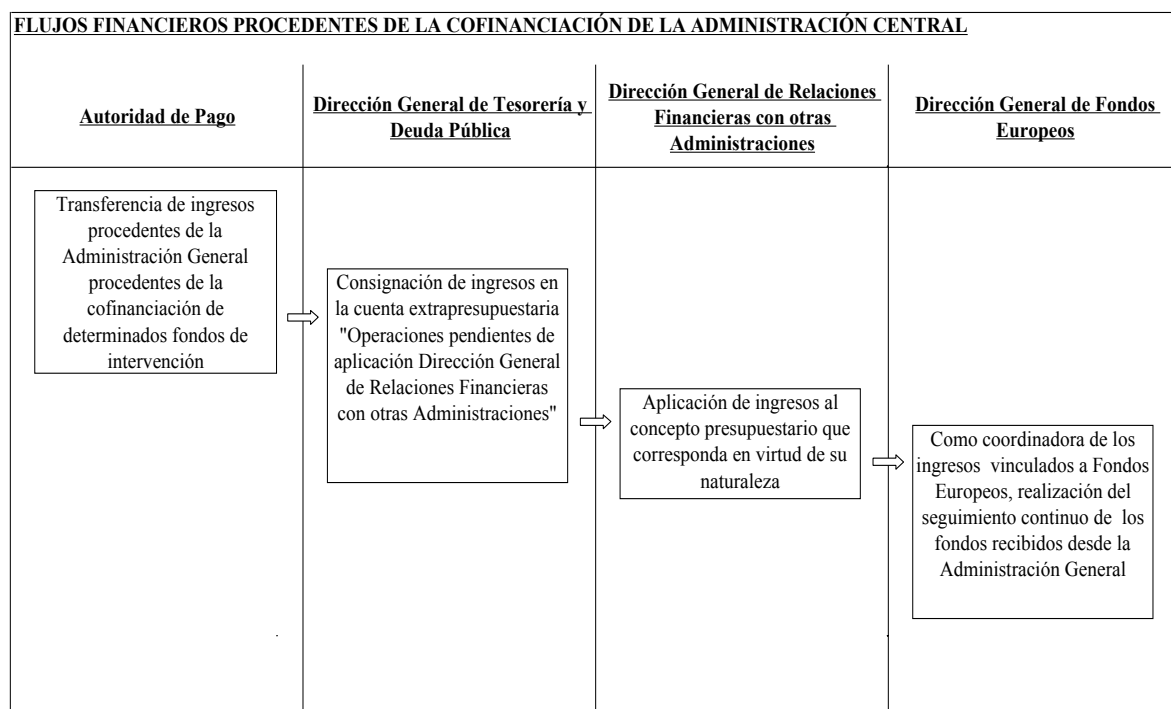 FLUJOS FINANCIEROS PROCEDENTES DE LA COFINANCIACIÓN DE LA ADMINISTRACIÓN CENTRAL
Autoridad de Pago
Dirección General de Tesorería y
Deuda Pública
Dirección General de Relaciones
Financieras con otras
Administraciones
Dirección General de Fondos
Europeos
Transferencia de ingresos
procedentes de la
Administración General
procedentes de la
cofinanciación de
determinados fondos de
intervención
Consignación de ingresos en
la cuenta extrapresupuestaria
"Operaciones pendientes de
aplicación Dirección General
de Relaciones Financieras
con otras Administraciones"
Aplicación de ingresos al
concepto presupuestario que
corresponda en virtud de su
naturaleza
Como coordinadora de los
ingresos vinculados a Fondos
Europeos, realización del
seguimiento continuo de los
fondos recibidos desde la
Administración General